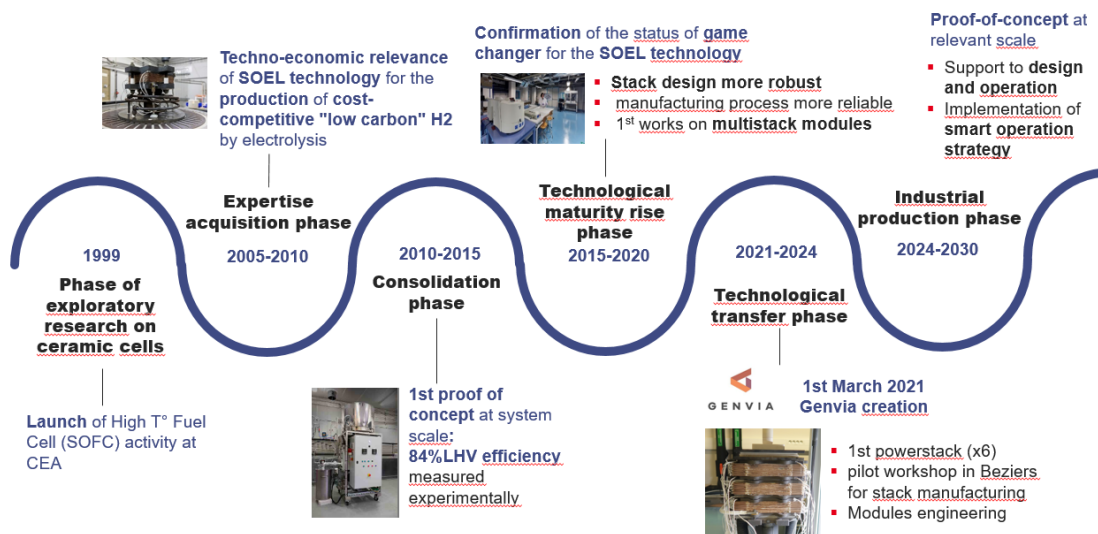 Techno-economic relevance
of SOEL technology for the
production of cost-
competitive "low carbon" H2
by electrolysis
Confirmation of the status of game
changer for the SOEL technology
Stack design more robust
manufacturing process more reliable
1st works on multistack modules
Proof-of-concept at
relevant scale
Support to design
and operation
Implementation of
smart operation
strategy
1999
Phase of
exploratory
research on
ceramic cells
Launch of High T° Fuel
Cell (SOFC) activity at
CEA
Expertise
acquisition phase
2005-2010
2010-2015
Consolidation
phase
1st proof of
concept at system
scale:
84%LHV efficiency
measured
experimentally
Technological
maturity rise
phase
2015-2020
2021-2024
Technological
transfer phase
GENVIA
1st March 2021
Genvia creation
1st powerstack (x6)
pilot workshop in Beziers
for stack manufacturing
Modules engineering
Industrial
production phase
2024-2030